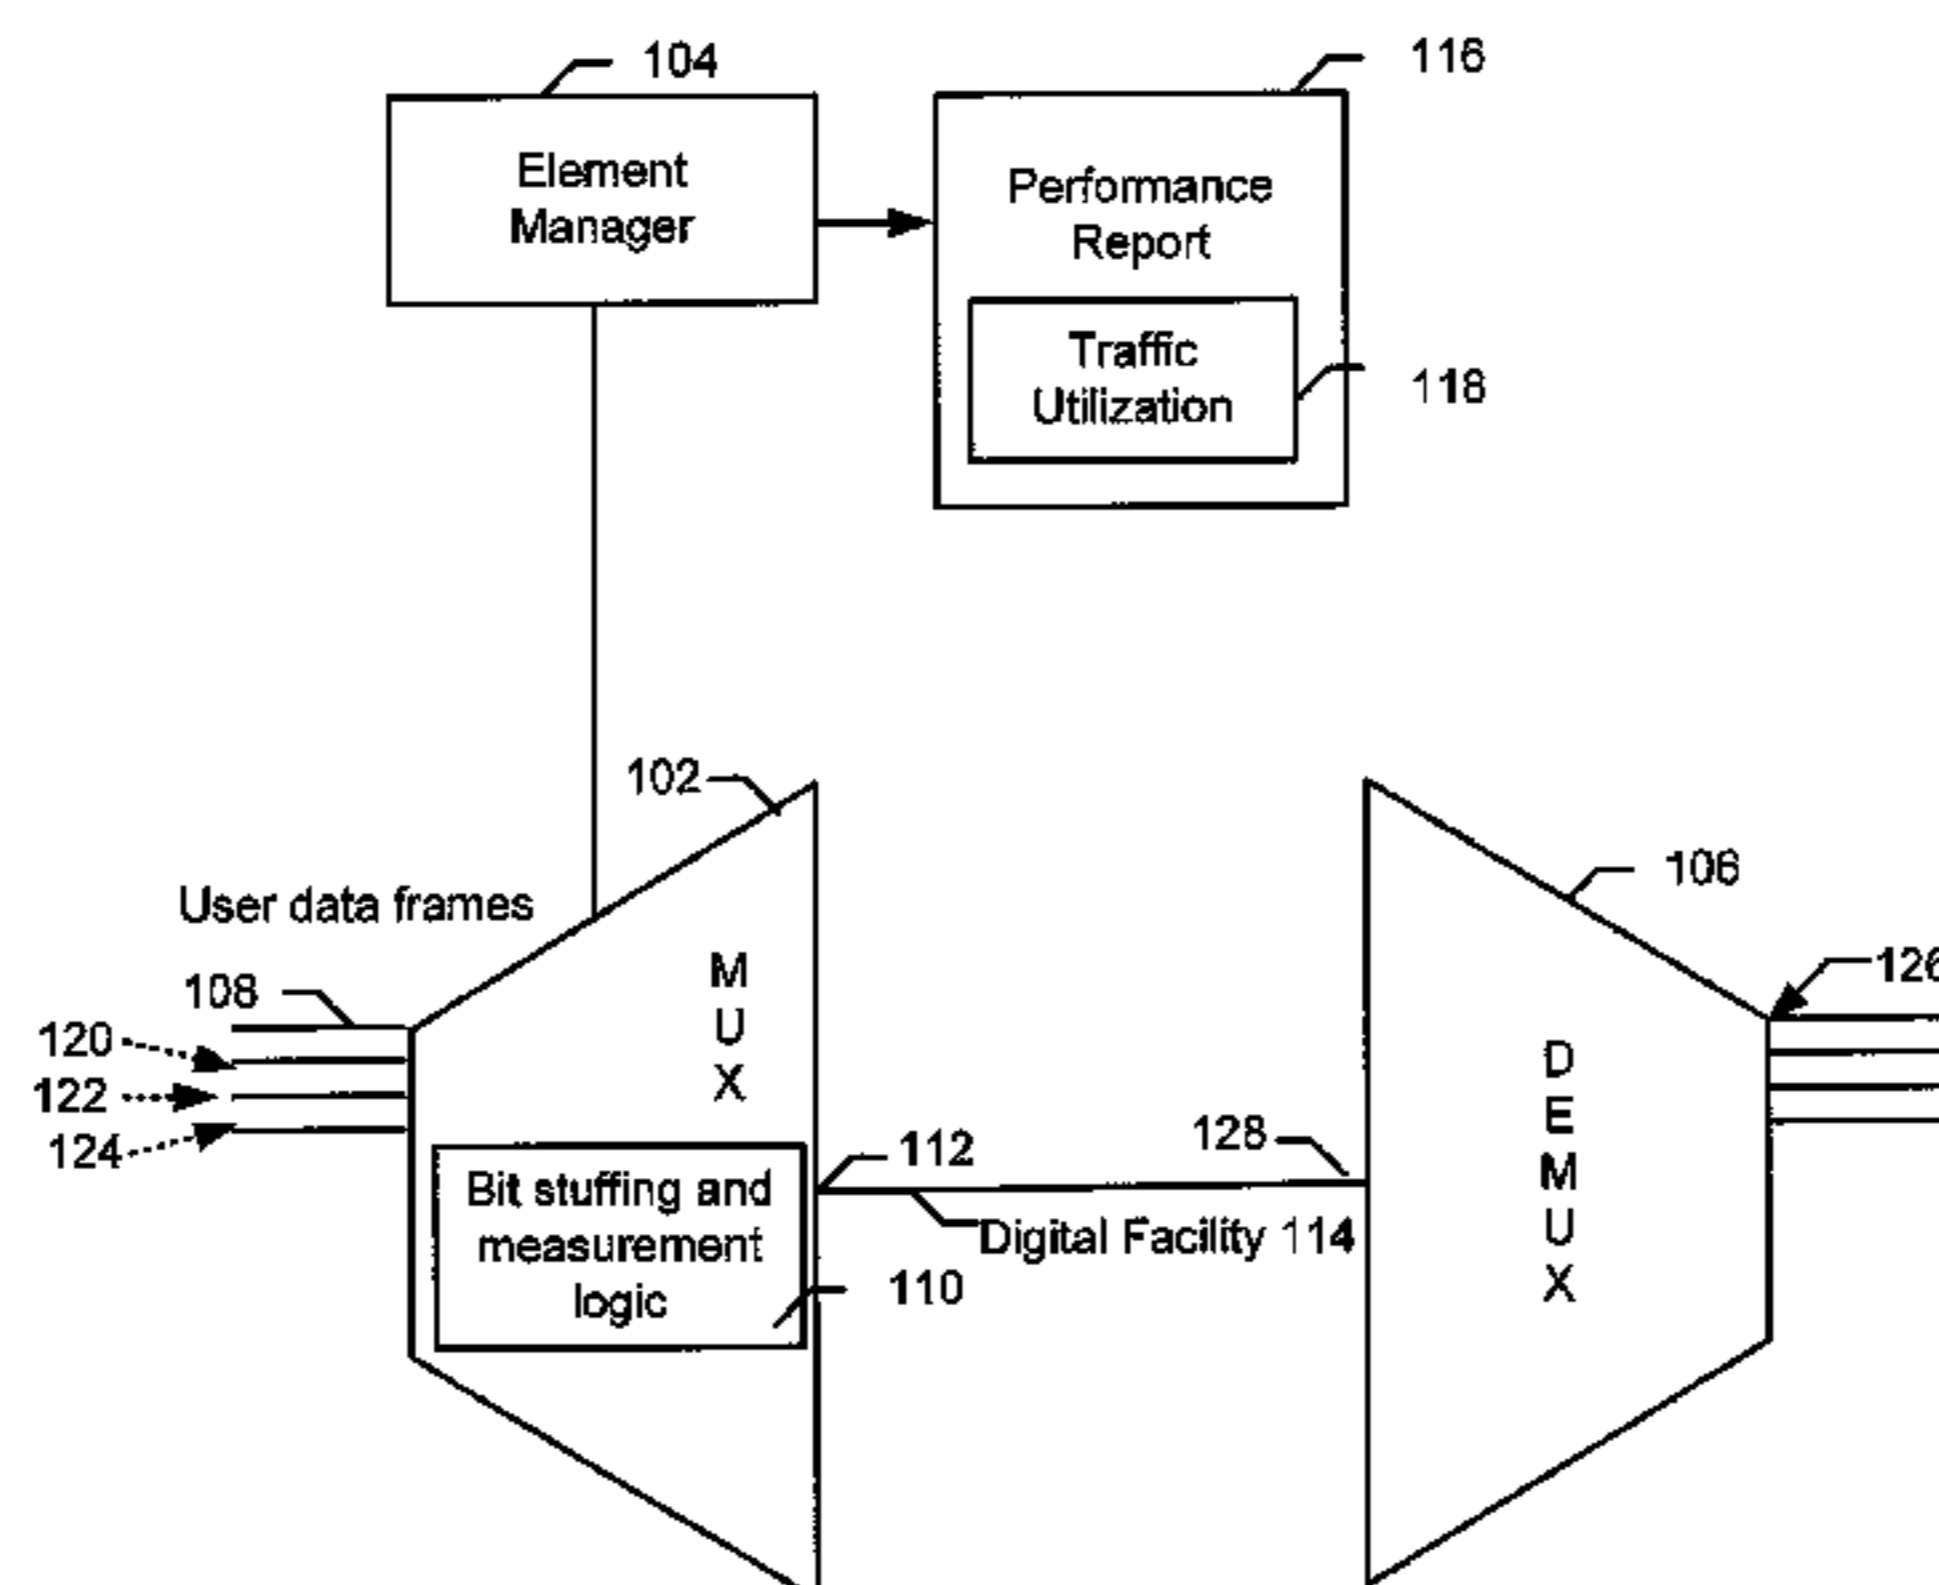 104
116
Element
Manager
Performance
Report
Traffic
Utilization
118
102
106
User data frames
M
U
X
126
108
120
122
124
D
E
M
U
X
112
128
Bit stuffing and
measurement
logic
Digital Facility 114
110